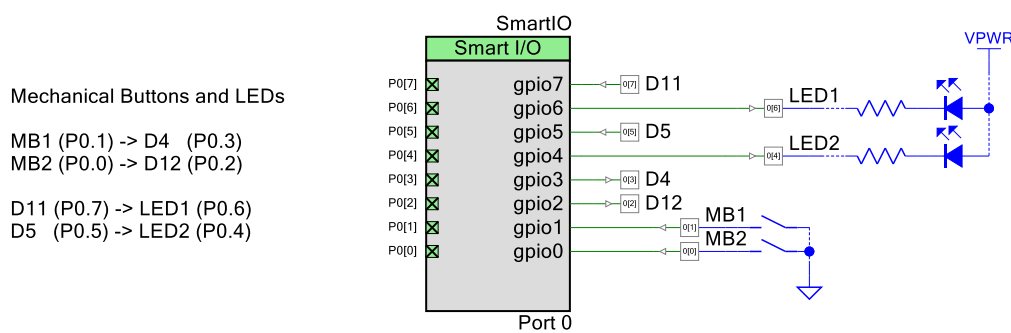 SmartIO
Smart I/O
VPWR
Mechanical Buttons and LEDs
MB1 (P0.1) -> D4 (P0.3)
MB2 (P0.0) -> D12 (P0.2)
D11 (P0.7) -> LED1 (P0.6)
D5 (P0.5) -> LED2 (P0.4)
P0[7] gpio7 0[7] D11
P0[6] gpio6 0[6] LED1
P0[5] gpio5 0[5] D5
P0[4] gpio4 0[4] LED2
P0[3] gpio3 0[3] D4
P0[2] gpio2 0[2] D12
P0[1] gpio1 0[1] MB1
P0[0] gpio0 0[0] MB2
Port 0